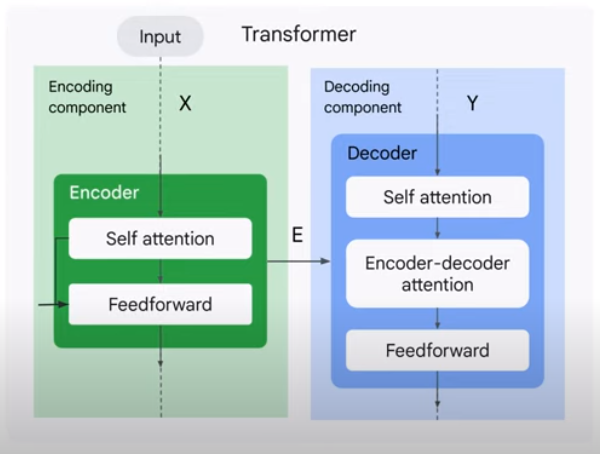 Input
Transformer
Encoding
component
X
Encoder
Self attention
Feedforward
E
Decoding
component
Y
Decoder
Self attention
Encoder-decoder
attention
Feedforward